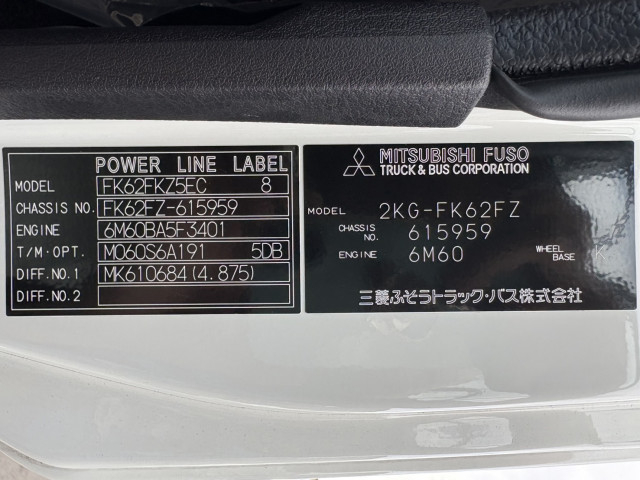 POWER LINE LABEL
MODEL FK62FKZ5EC 8
CHASSIS NO. FK62FZ-615959
ENGINE 6M60BA5F3401
T/M・OPT. M060S6A191 5DB
DIFF.NO.1 MK610684(4.875)
DIFF.NO.2
MITSUBISHI FUSO
TRUCK & BUS CORPORATION
MODEL 2KG-FK62FZ
CHASSIS NO. 615959
ENGINE 6M60 WHEEL BASE K
三菱ふそうトラック・バス株式会社